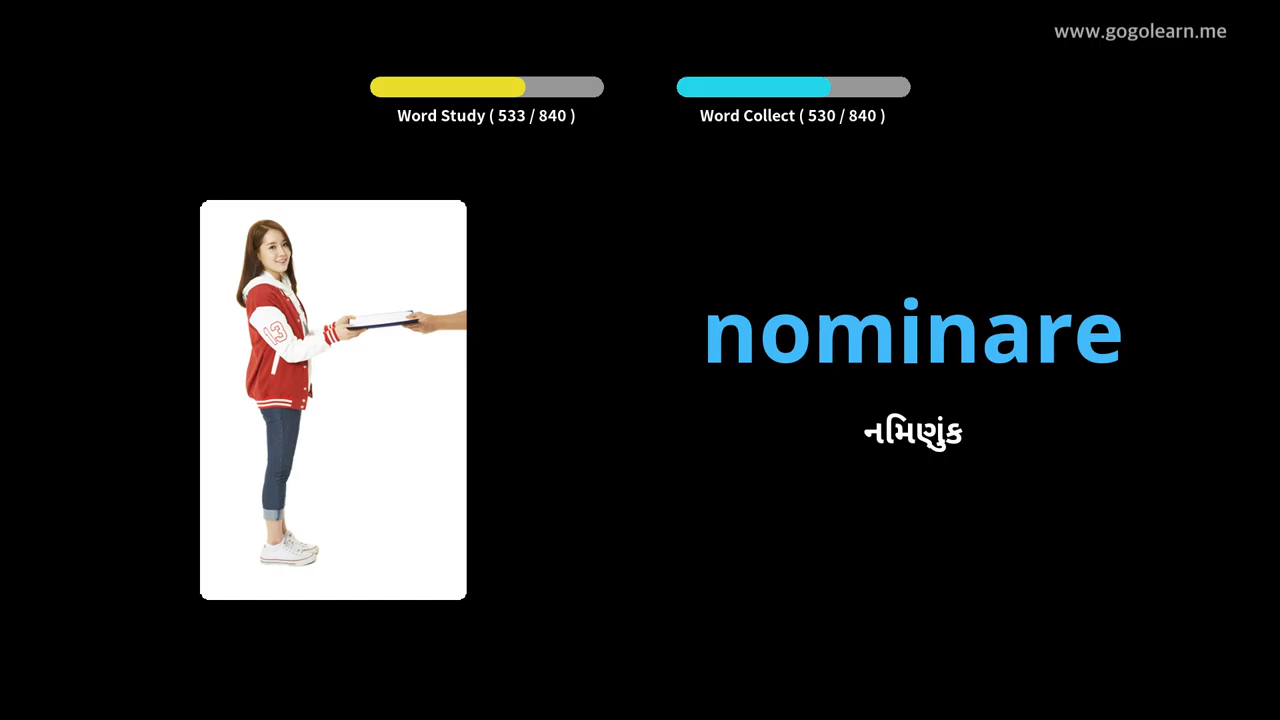 www.gogolearn.me
Word Study ( 533 / 840 )
Word Collect ( 530 / 840 )
13
nominare
નમિણુંક